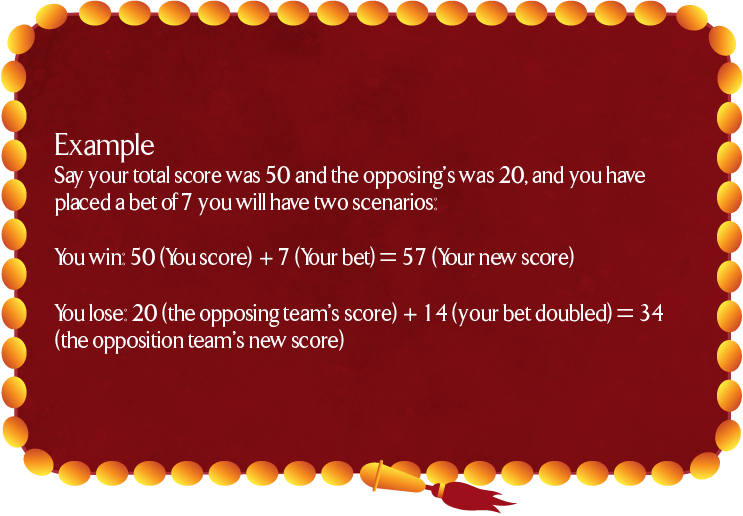 Example
Say your total score was 50 and the opposing's was 20, and you have
placed a bet of 7 you will have two scenarios:
You win: 50 (You score) + 7 (Your bet) = 57 (Your new score)
You lose: 20 (the opposing team's score) + 14 (your bet doubled) = 34
(the opposition team's new score)